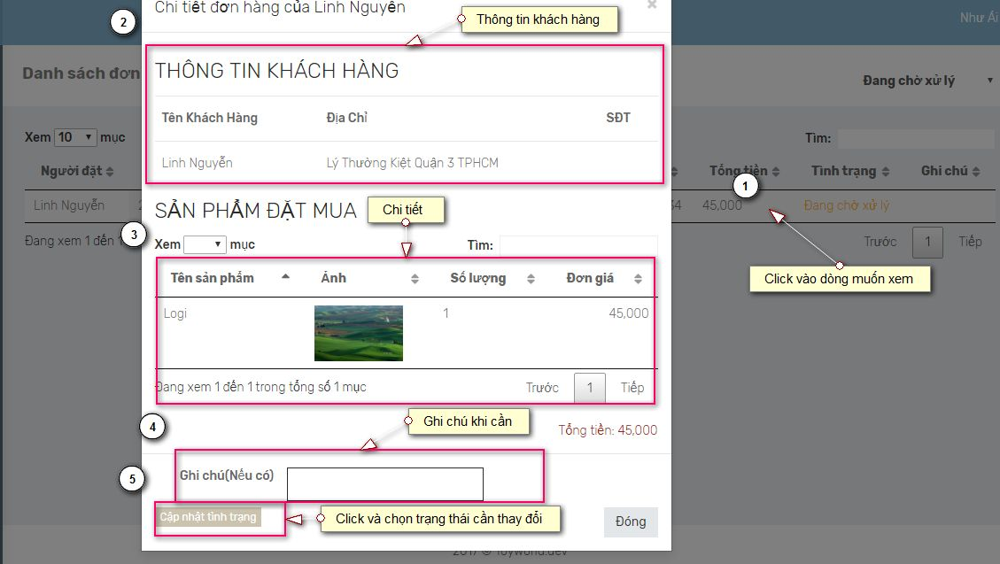 Chi tiết đơn hàng của Linh Nguyễn
×
2
Thông tin khách hàng
Như Ái
THÔNG TIN KHÁCH HÀNG
Danh sách đơn
Đang chờ xử lý
Tên Khách Hàng Địa Chỉ SĐT
Xem 10 mục
Tìm:
Linh Nguyễn Lý Thường Kiệt Quận 3 TPHCM
Người đặt
Tổng tiền Tình trạng Ghi chú
1
Linh Nguyễn
45,000 Đang chờ xử lý
SẢN PHẨM ĐẶT MUA
Chi tiết
3
Đang xem 1 đến 1
Xem mục
Tìm:
Trước 1 Tiếp
Click vào dòng muốn xem
Tên sản phẩm Ảnh Số lượng Đơn giá
Logi 1 45,000
Đang xem 1 đến 1 trong tổng số 1 mục
Trước 1 Tiếp
4
Ghi chú khi cần
Tổng tiền: 45,000
5
Ghi chú(Nếu có)
Cập nhật tình trạng
Click và chọn trạng thái cần thay đổi
Đóng